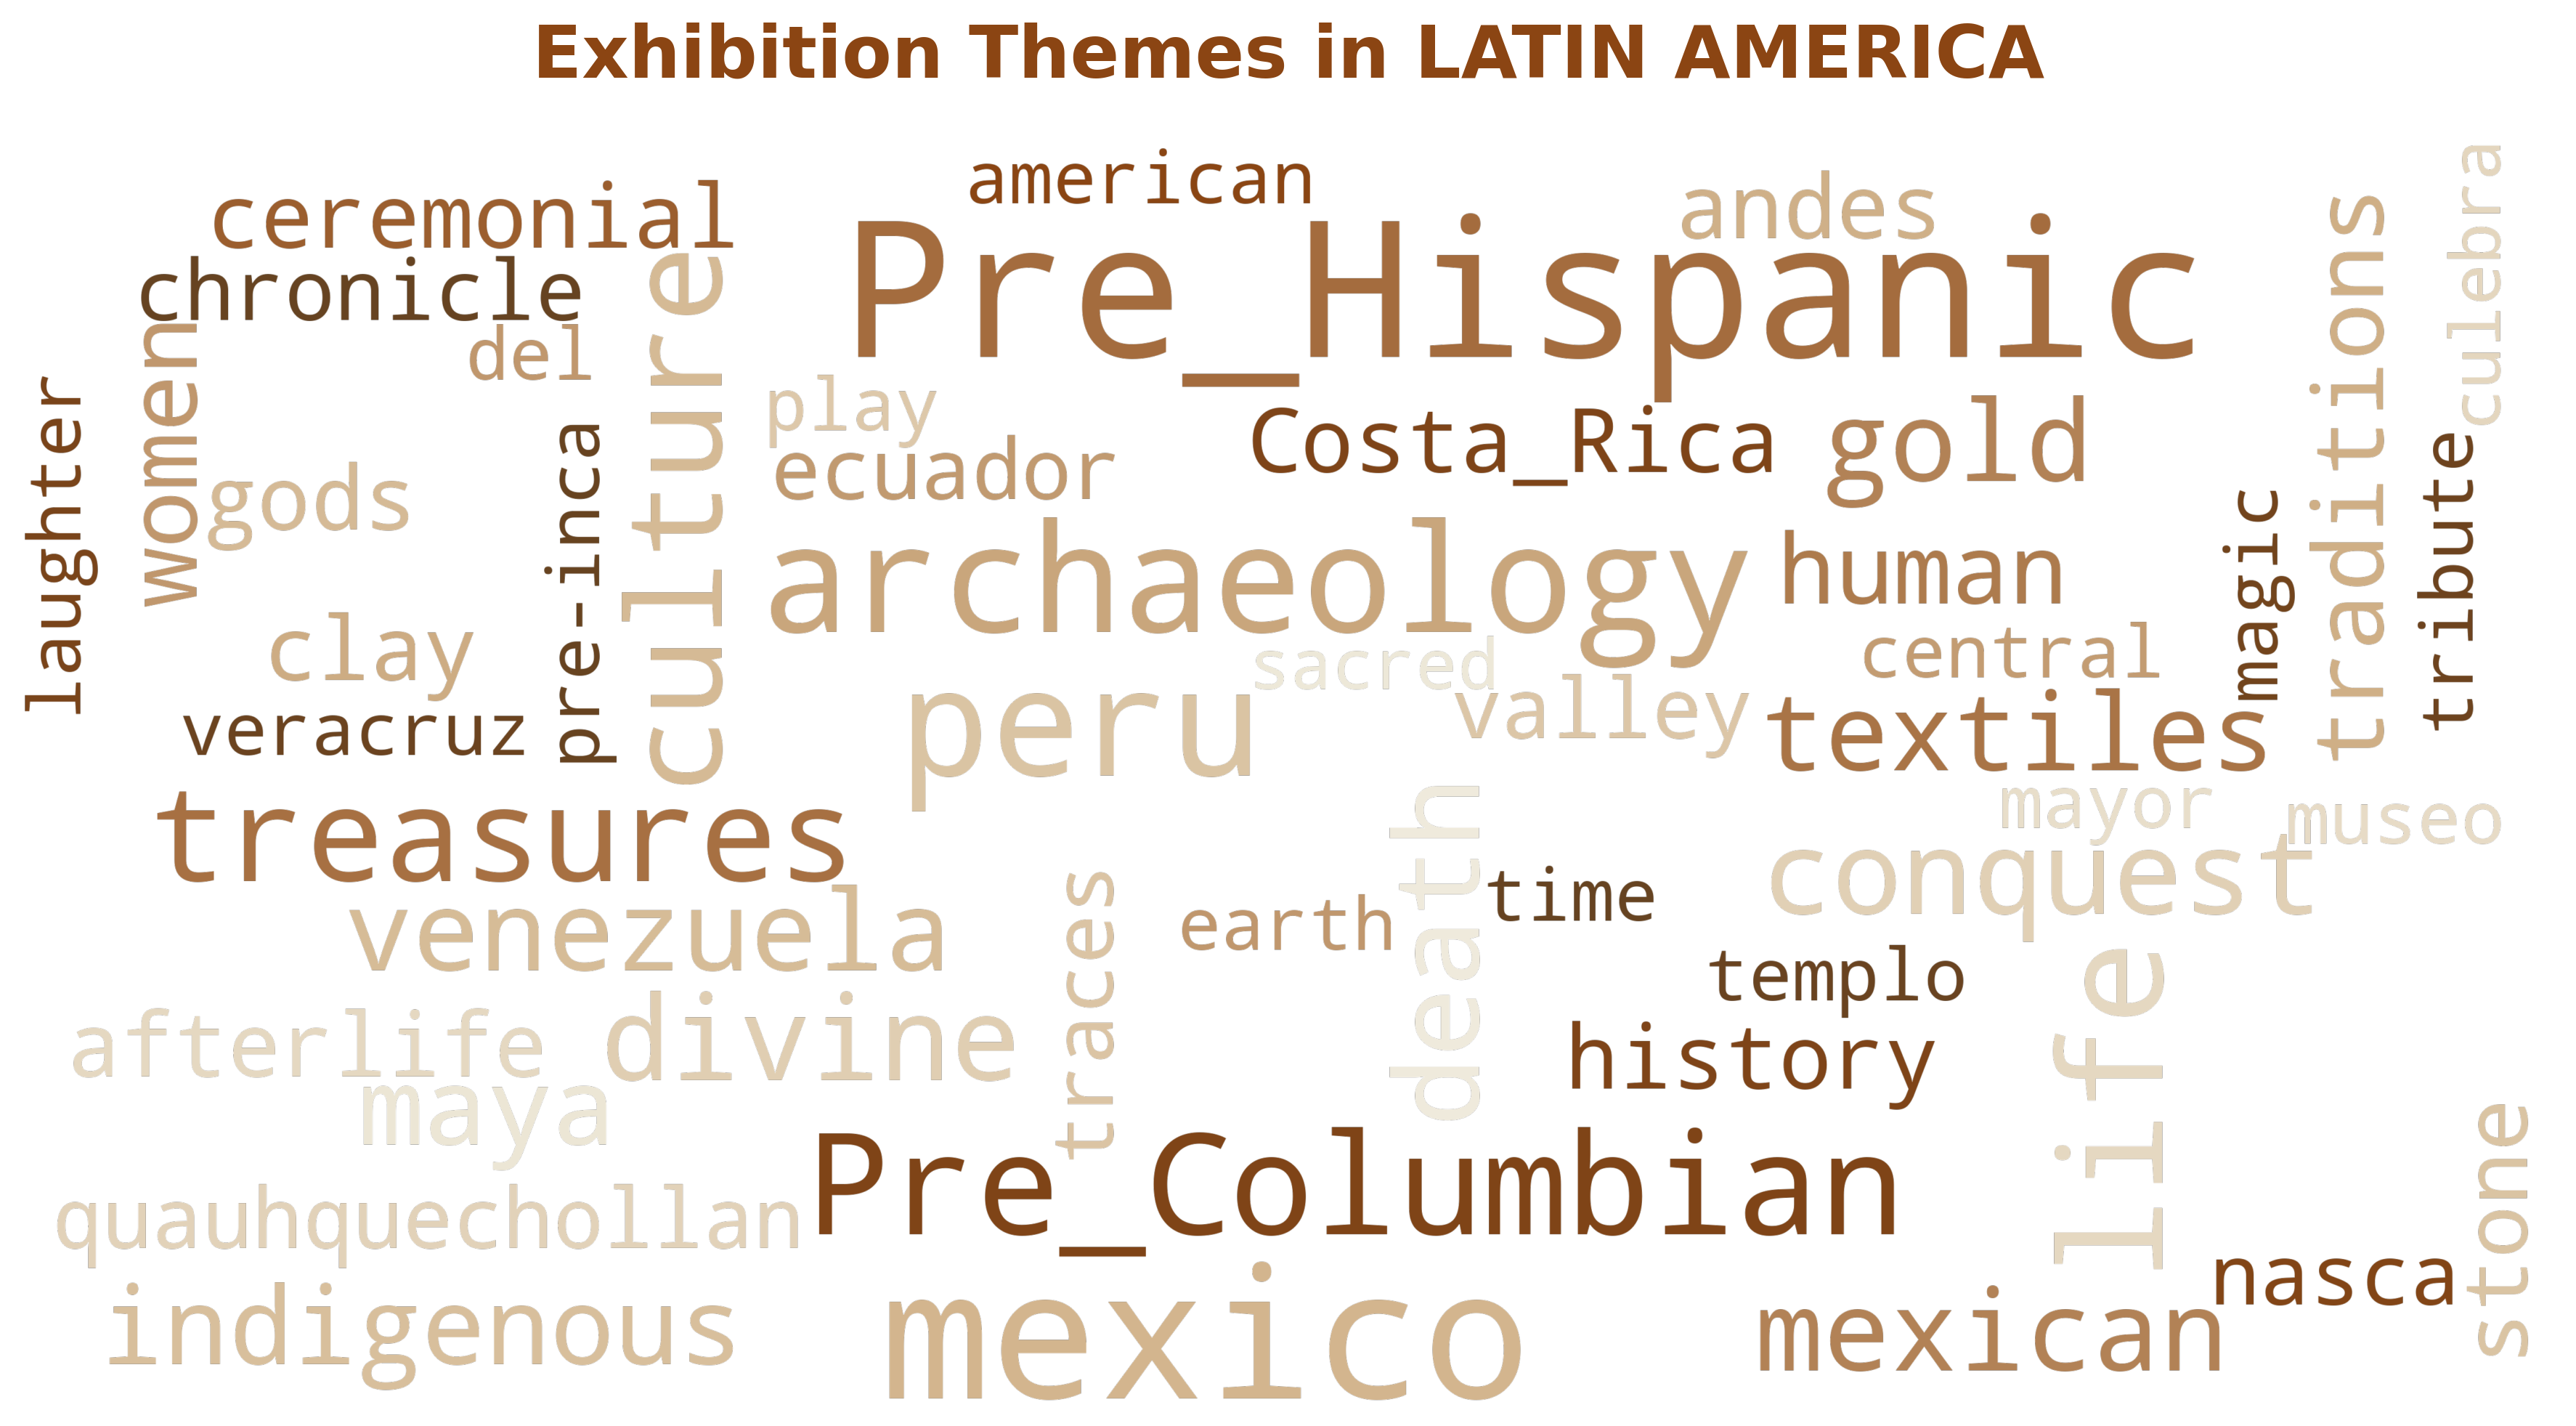 Exhibition Themes in LATIN AMERICA
american
andes
culebra
ceremonial
Pre_Hispanic
traditions
chronicle
culture
women
del
laughter
play
Costa_Rica
gold
ecuador
pre-inca
tribute
gods
magic
archaeology
human
clay
sacred
central
veracruz
peru
valley
textiles
treasures
death
mayor
museo
conquest
venezuela
traces
earth
time
templo
life
afterlife
divine
history
maya
stone
Pre_Columbian
quauhquechollan
nasca
indigenous
mexico
mexican